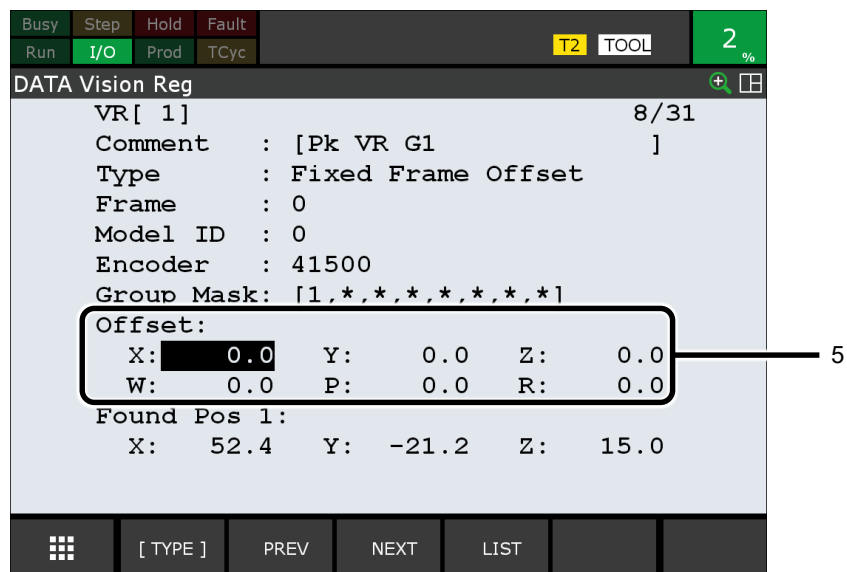 Busy Step Hold Fault
Run I/O Prod TCyc T2 TOOL 2 %
DATA Vision Reg
VR[ 1] 8/31
Comment : [Pk VR G1 ]
Type : Fixed Frame Offset
Frame : 0
Model ID : 0
Encoder : 41500
Group Mask: [1,*,*,*,*,*,*,*]
Offset:
X: 0.0 Y: 0.0 Z: 0.0
5
W: 0.0 P: 0.0 R: 0.0
Found Pos 1:
X: 52.4 Y: -21.2 Z: 15.0
[ TYPE ] PREV NEXT LIST